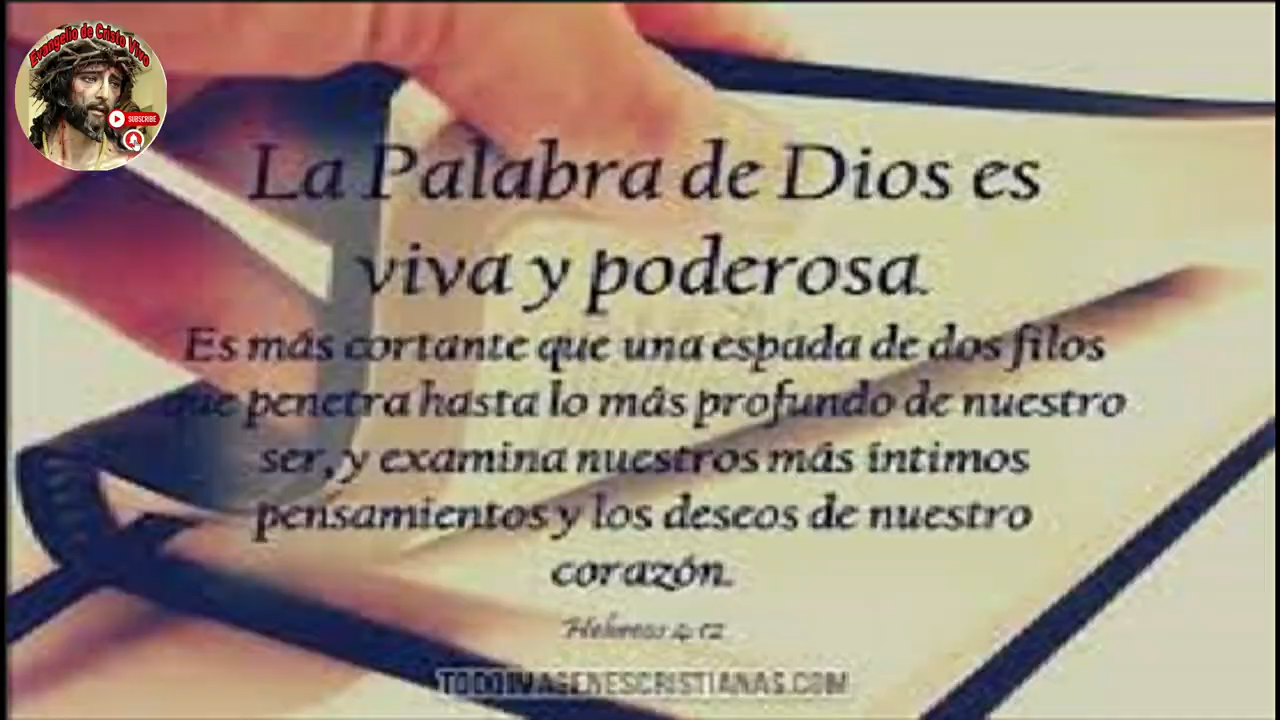 Evangelio de Cristo Vivo
SUBSCRIBE
La Palabra de Dios es
viva y poderosa.
Es más cortante que una espada de dos filos
que penetra hasta lo más profundo de nuestro
ser, y examina nuestros más íntimos
pensamientos y los deseos de nuestro
corazón.
Hebreos 4:12
TODOIMAGENESCRISTIANAS.COM